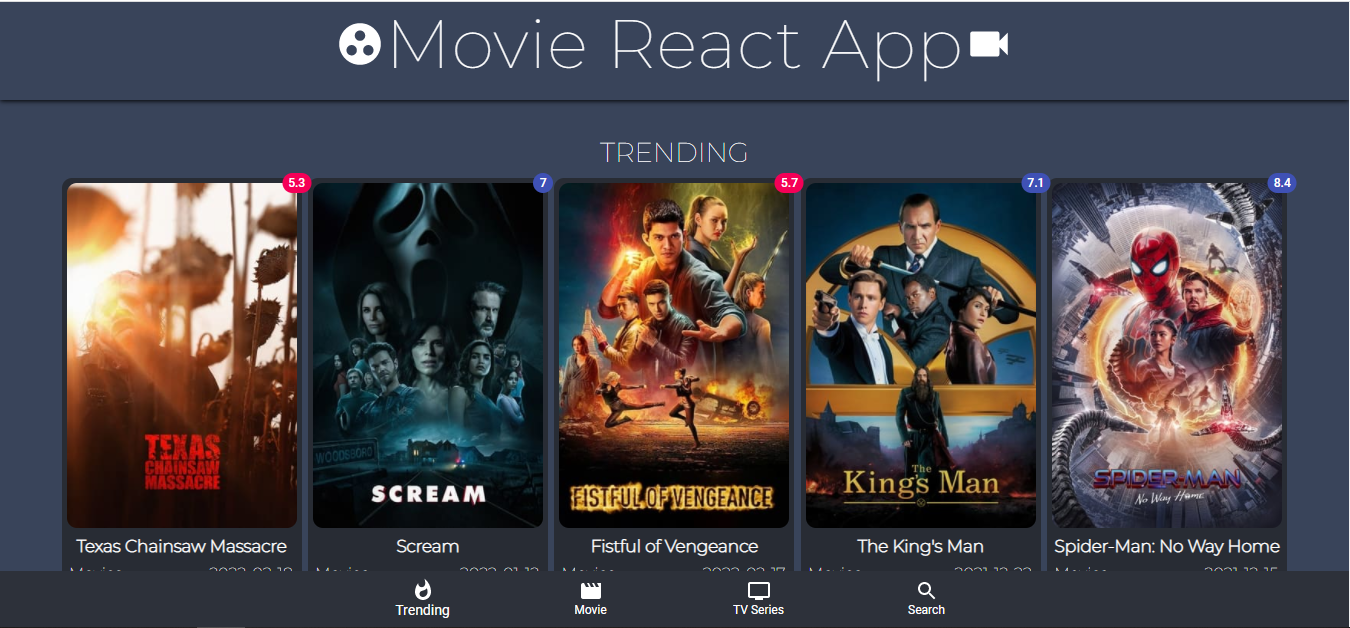 Movie React App
TRENDING
5.3
7
5.7
7.1
8.4
TEXAS
CHAINSAW
MASSACRE
WOODSBORO
SCREAM
FISTFUL OF VENGEANCE
The
King's Man
SPIDER-MAN
No Way Home
Texas Chainsaw Massacre
Scream
Fistful of Vengeance
The King's Man
Spider-Man: No Way Home
Trending
Movie
TV Series
Search